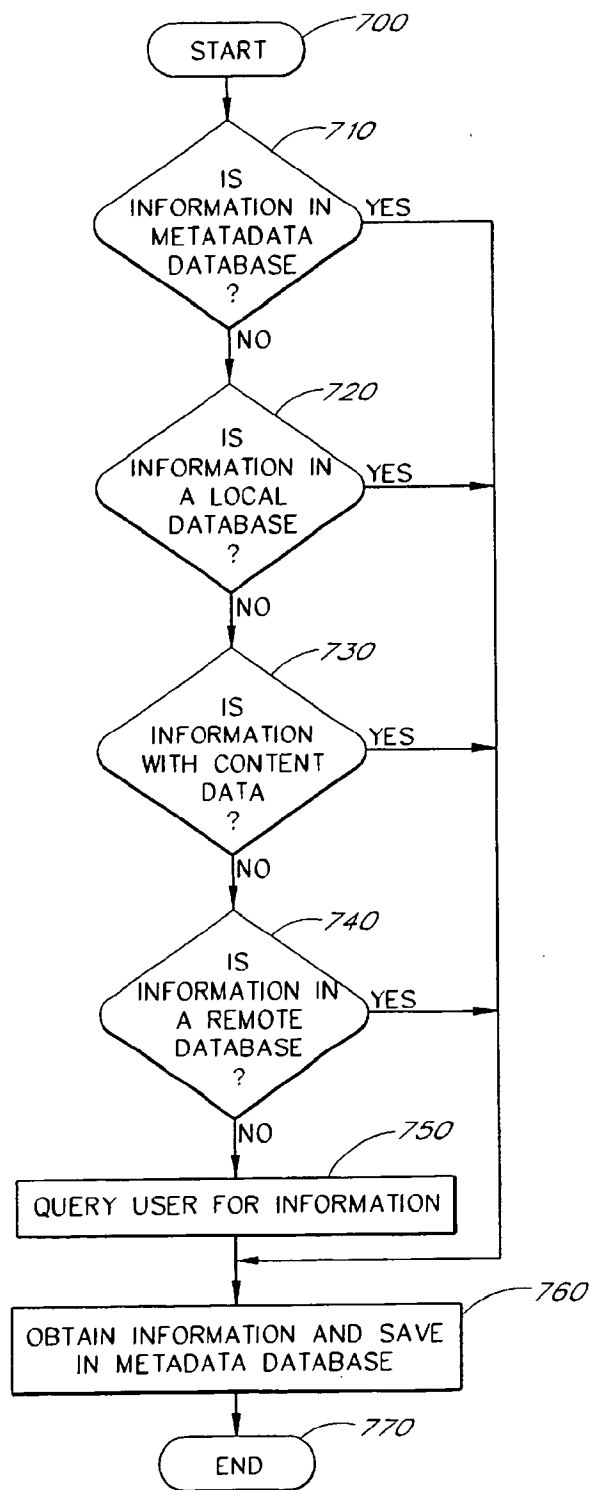 700
START
710
IS
INFORMATION IN
METATADATA
DATABASE
?
YES
NO
720
IS
INFORMATION IN
A LOCAL
DATABASE
?
YES
NO
730
IS
INFORMATION
WITH CONTENT
DATA
?
YES
NO
740
IS
INFORMATION IN
A REMOTE
DATABASE
?
YES
NO
750
QUERY USER FOR INFORMATION
760
OBTAIN INFORMATION AND SAVE
IN METADATA DATABASE
770
END